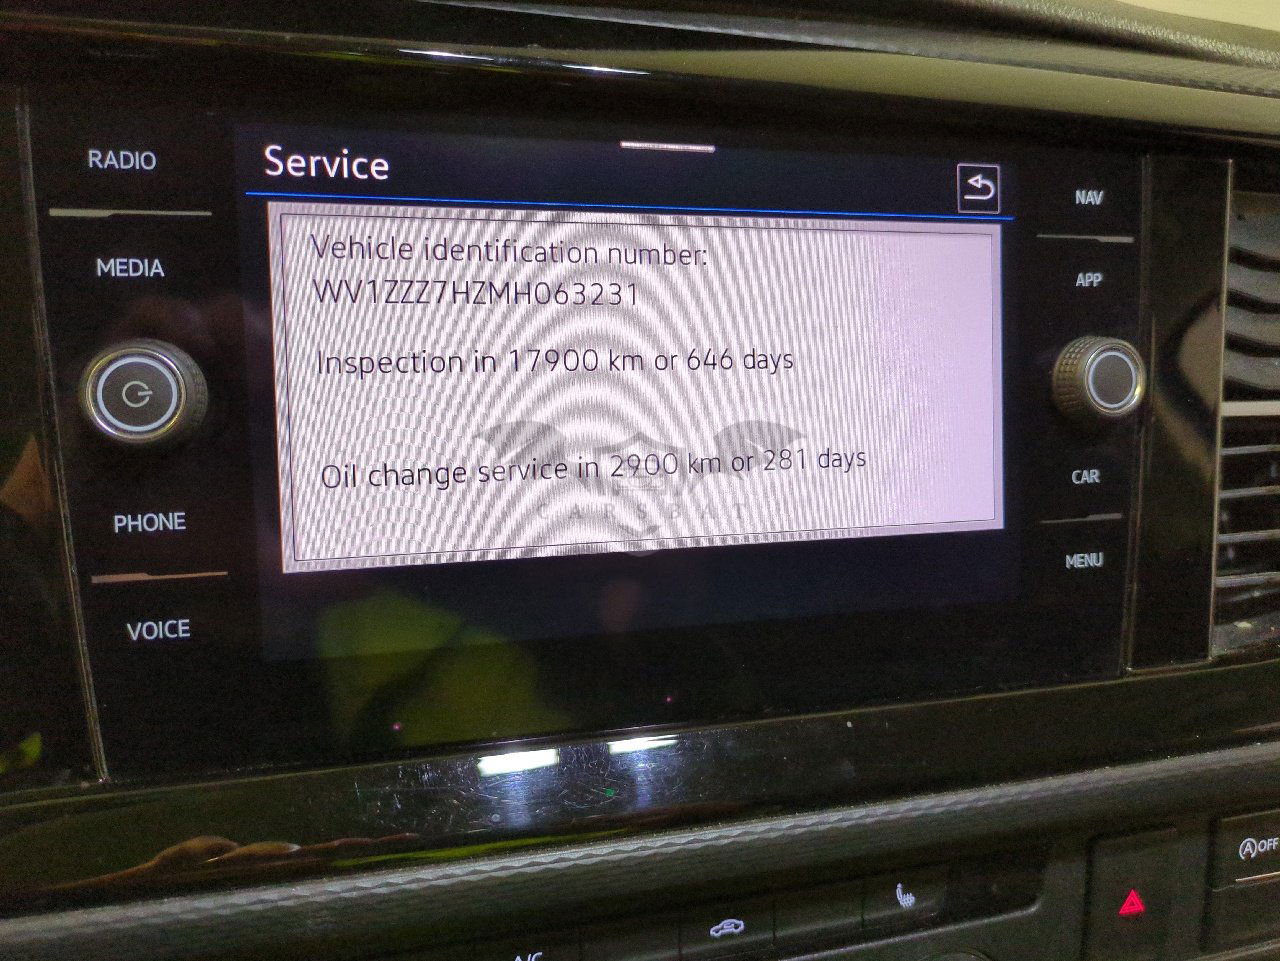 RADIO
MEDIA
PHONE
VOICE
Service
Vehicle identification number:
WV1ZZZ7HZMH063231
Inspection in 17900 km or 646 days
Oil change service in 2900 km or 281 days
NAV
APP
CAR
MENU
A OFF
A/C